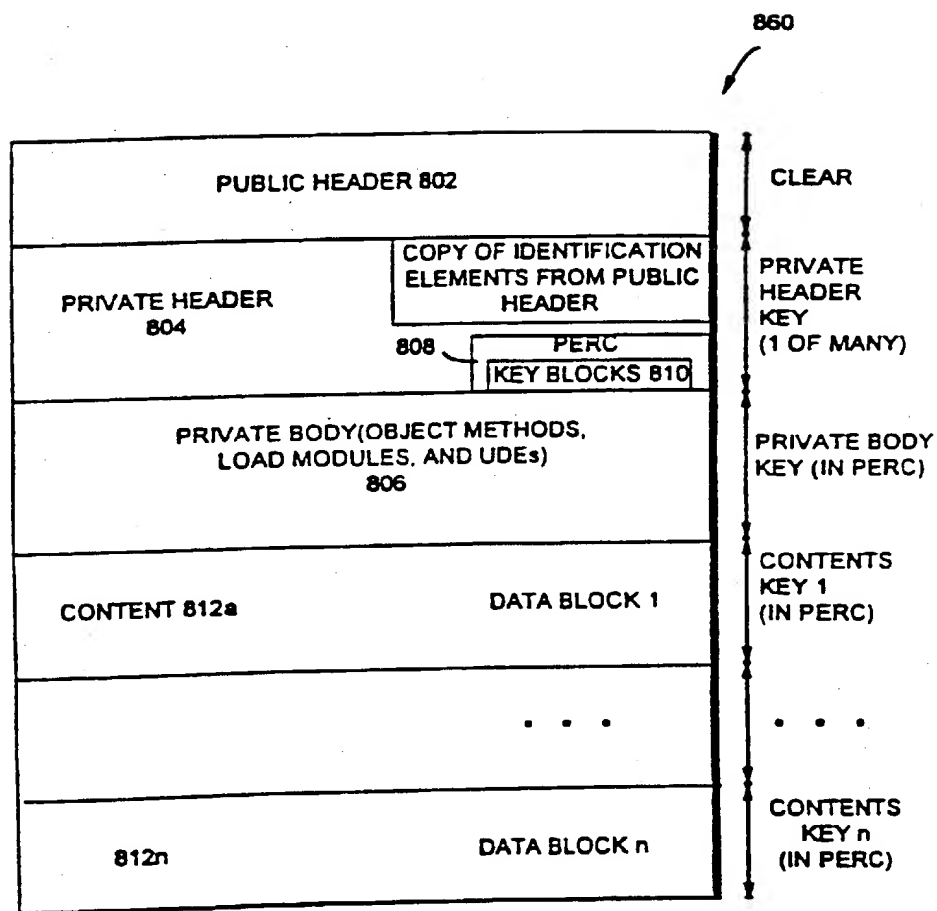 860
PUBLIC HEADER 802
CLEAR
COPY OF IDENTIFICATION
ELEMENTS FROM PUBLIC
HEADER
PRIVATE HEADER
804
808
PERC
KEY BLOCKS 810
PRIVATE
HEADER
KEY
(1 OF MANY)
PRIVATE BODY(OBJECT METHODS,
LOAD MODULES, AND UDEs)
806
PRIVATE BODY
KEY (IN PERC)
CONTENT 812a
DATA BLOCK 1
CONTENTS
KEY 1
(IN PERC)
. . .
. . .
812n
DATA BLOCK n
CONTENTS
KEY n
(IN PERC)